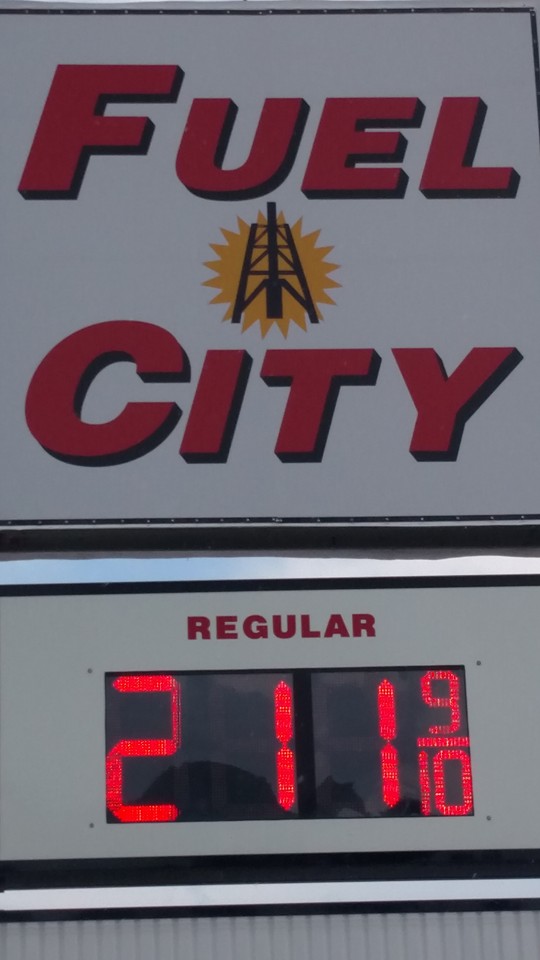 FUEL
CITY
REGULAR
211 9/10